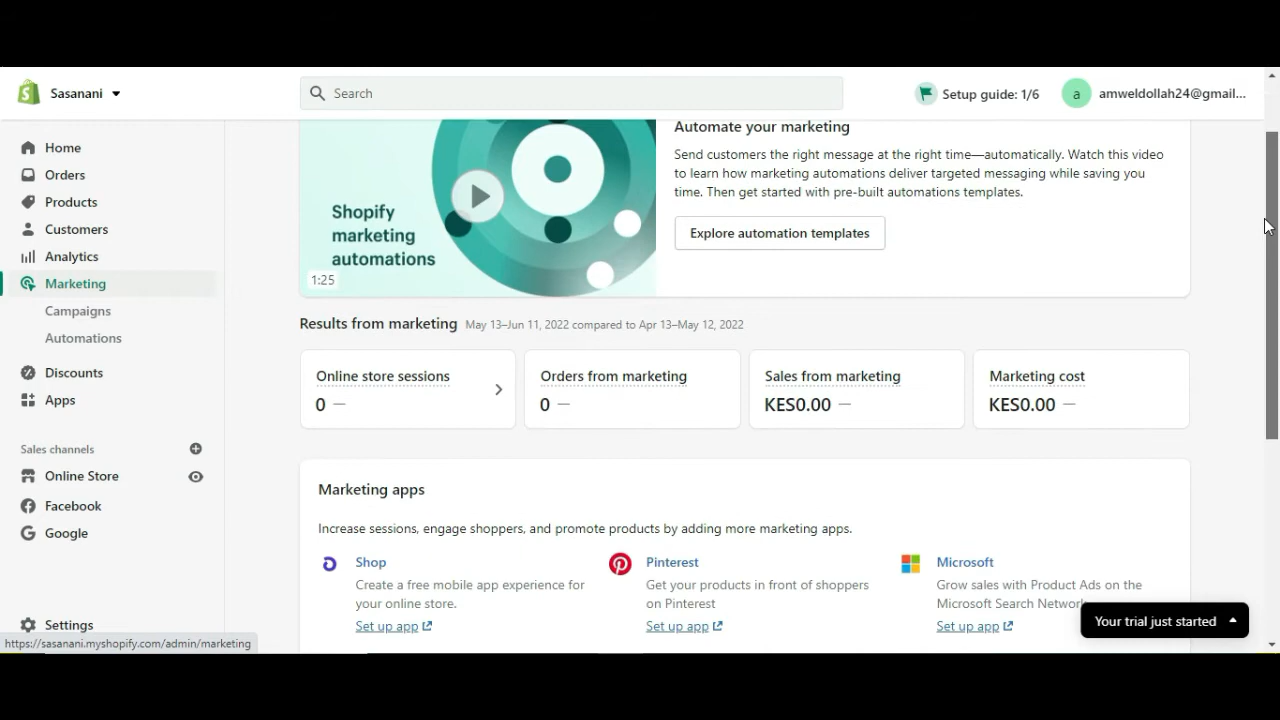 Sasanani
Search
Setup guide: 1/6
a
amweldollah24@gmail...
Home
Orders
Products
Customers
Analytics
Marketing
Campaigns
Automations
Discounts
Apps
Sales channels
Online Store
Facebook
Google
Settings
https://sasanani.myshopify.com/admin/marketing
Shopify
marketing
automations
1:25
Automate your marketing
Send customers the right message at the right time—automatically. Watch this video
to learn how marketing automations deliver targeted messaging while saving you
time. Then get started with pre-built automations templates.
Explore automation templates
Results from marketing May 13–Jun 11, 2022 compared to Apr 13–May 12, 2022
Online store sessions
0 —
Orders from marketing
0 —
Sales from marketing
KES0.00 —
Marketing cost
KES0.00 —
Marketing apps
Increase sessions, engage shoppers, and promote products by adding more marketing apps.
Shop
Create a free mobile app experience for
your online store.
Set up app
Pinterest
Get your products in front of shoppers
on Pinterest
Set up app
Microsoft
Grow sales with Product Ads on the
Microsoft Search Network
Set up app
Your trial just started